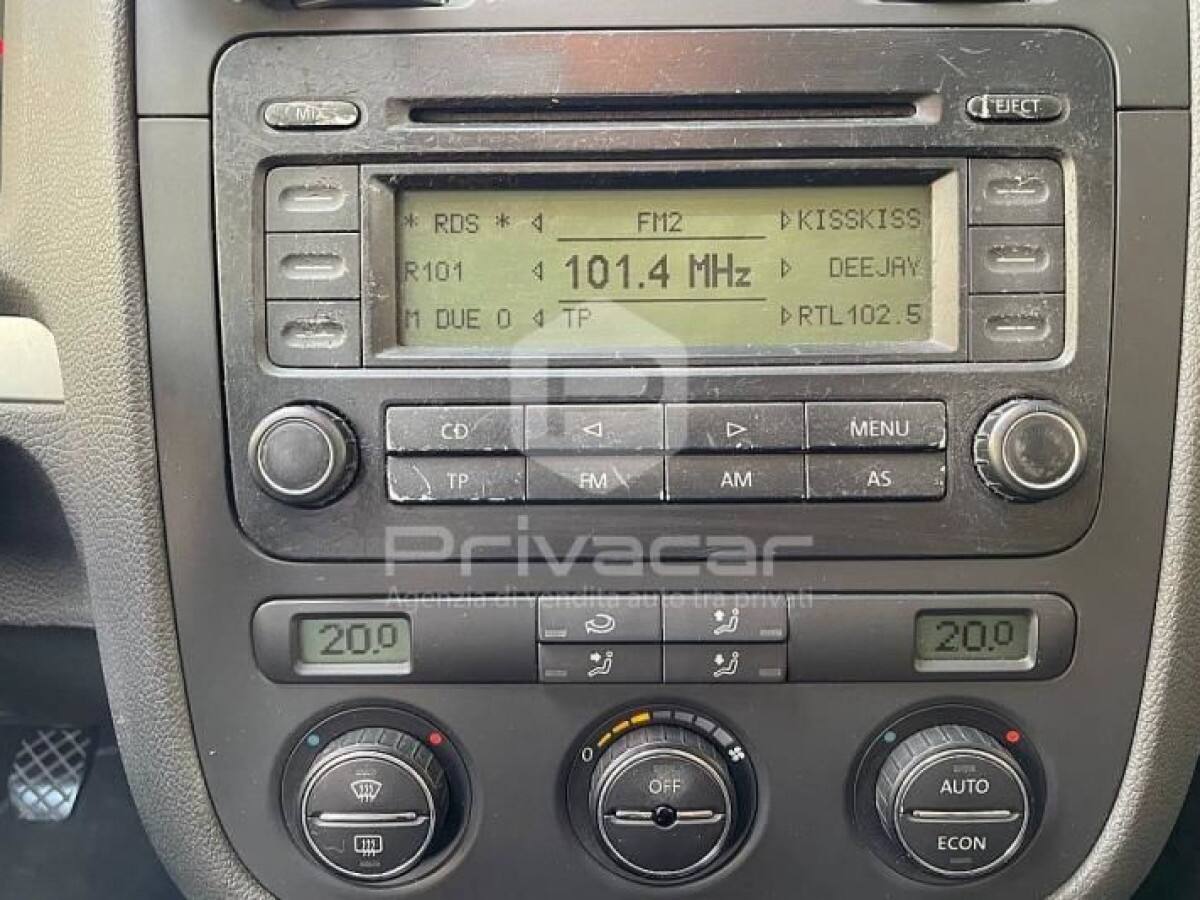 MIX EJECT
* RDS * FM2 KISSKISS
R101 101.4 MHz DEEJAY
M DUE O TP RTL102.5
CD MENU
TP FM AM AS
Privacar
Agenzia di vendita auto tra privati
20.0 20.0
0 OFF AUTO
ECON